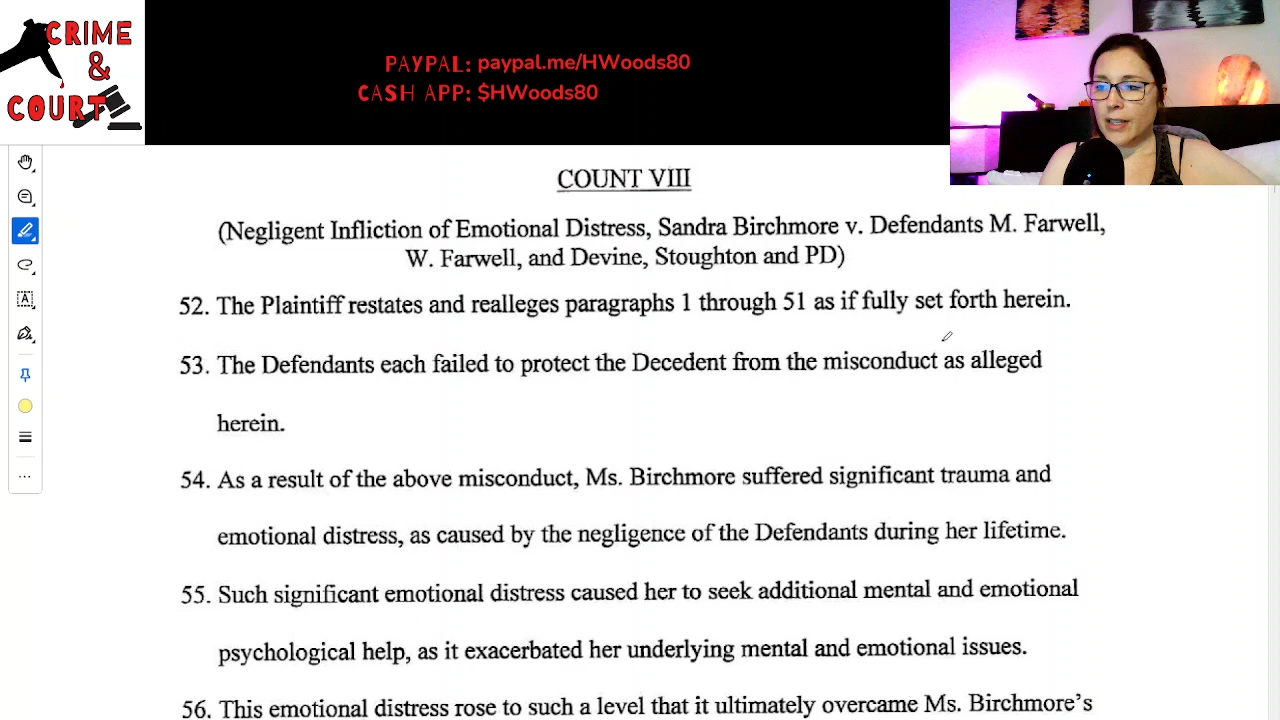 CRIME
&
COURT
PAYPAL: paypal.me/HWoods80
CASH APP: $HWoods80
COUNT VIII
(Negligent Infliction of Emotional Distress, Sandra Birchmore v. Defendants M. Farwell,
W. Farwell, and Devine, Stoughton and PD)
52. The Plaintiff restates and realleges paragraphs 1 through 51 as if fully set forth herein.
53. The Defendants each failed to protect the Decedent from the misconduct as alleged
herein.
54. As a result of the above misconduct, Ms. Birchmore suffered significant trauma and
emotional distress, as caused by the negligence of the Defendants during her lifetime.
55. Such significant emotional distress caused her to seek additional mental and emotional
psychological help, as it exacerbated her underlying mental and emotional issues.
56. This emotional distress rose to such a level that it ultimately overcame Ms. Birchmore's